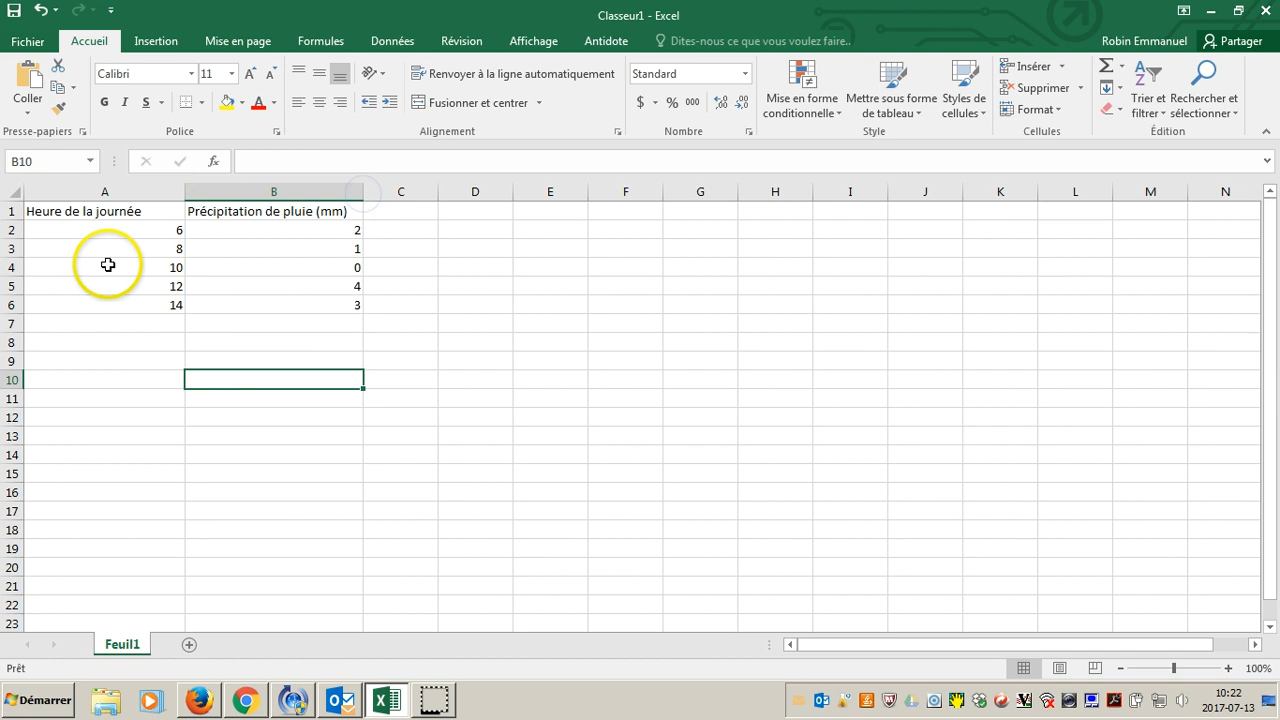 Classeur1 - Excel
Fichier Accueil Insertion Mise en page Formules Données Révision Affichage Antidote Dites-nous ce que vous voulez faire.. Robin Emmanuel Partager
Coller
Presse-papiers
Calibri 11
G I S
Police
Renvoyer à la ligne automatiquement
Fusionner et centrer
Alignement
Standard
$ % 000
Nombre
Mise en forme conditionnelle
Mettre sous forme de tableau
Styles de cellules
Style
Insérer
Supprimer
Format
Cellules
Trier et filtrer
Rechercher et sélectionner
Édition
B10 fx
A B C D E F G H I J K L M N
1 Heure de la journée Précipitation de pluie (mm)
2 6 2
3 8 1
4 10 0
5 12 4
6 14 3
7
8
9
10
11
12
13
14
15
16
17
18
19
20
21
22
23
Feuil1
Prêt 100%
Démarrer 10:22
2017-07-13